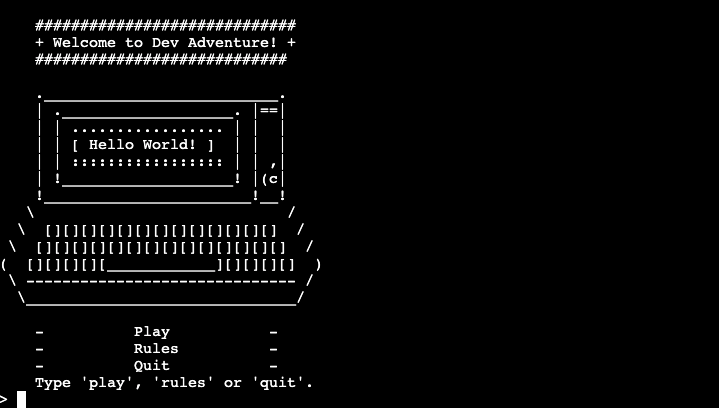 #############################
+ Welcome to Dev Adventure! +
############################
==
[ Hello World! ]
(c
- Play -
- Rules -
- Quit -
Type 'play', 'rules' or 'quit'.
>